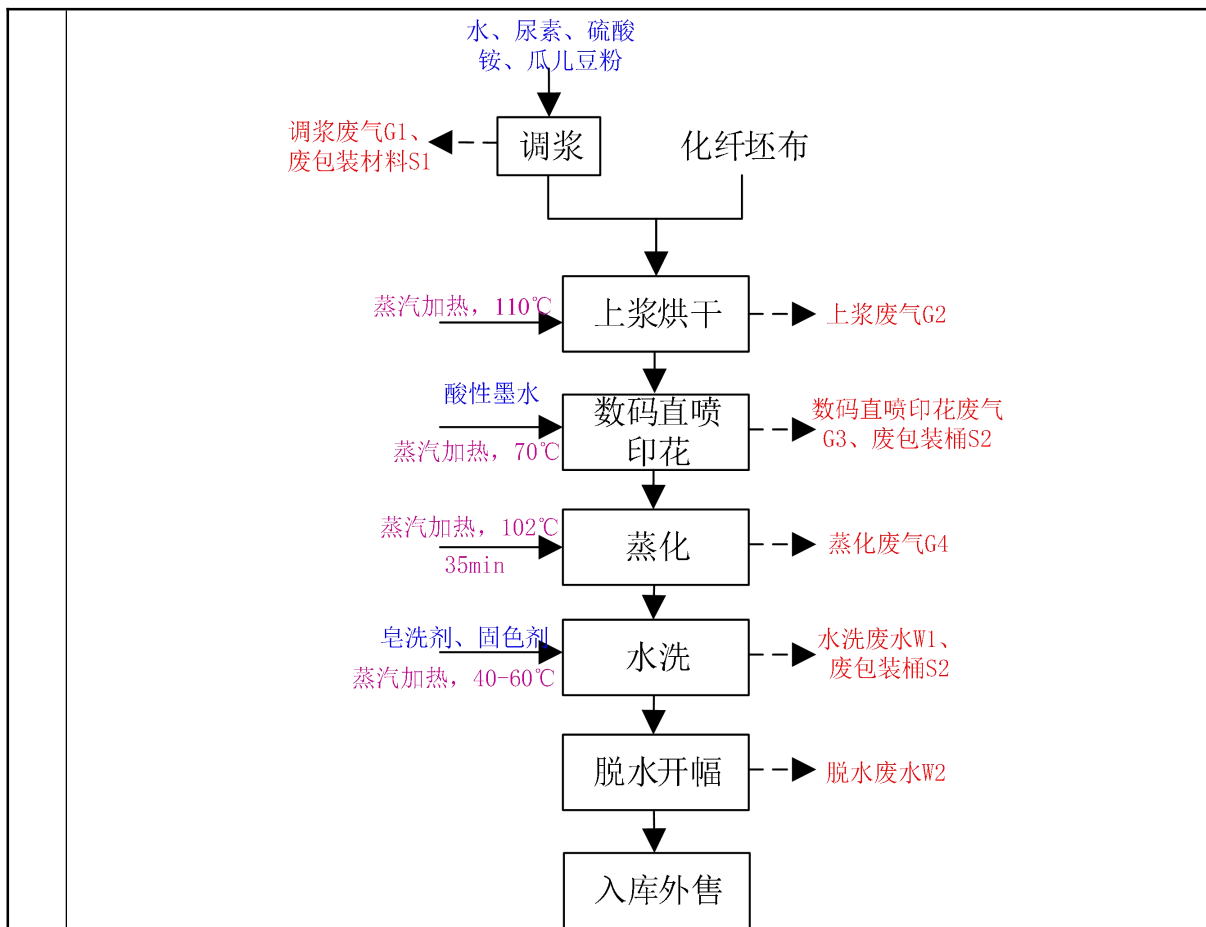 水、尿素、硫酸
铵、瓜儿豆粉
调浆废气G1、
废包装材料S1
调浆
化纤坯布
蒸汽加热，110℃
上浆烘干
上浆废气G2
酸性墨水
蒸汽加热，70℃
数码直喷
印花
数码直喷印花废气
G3、废包装桶S2
蒸汽加热，102℃
35min
蒸化
蒸化废气G4
皂洗剂、固色剂
蒸汽加热，40-60℃
水洗
水洗废水W1、
废包装桶S2
脱水开幅
脱水废水W2
入库外售